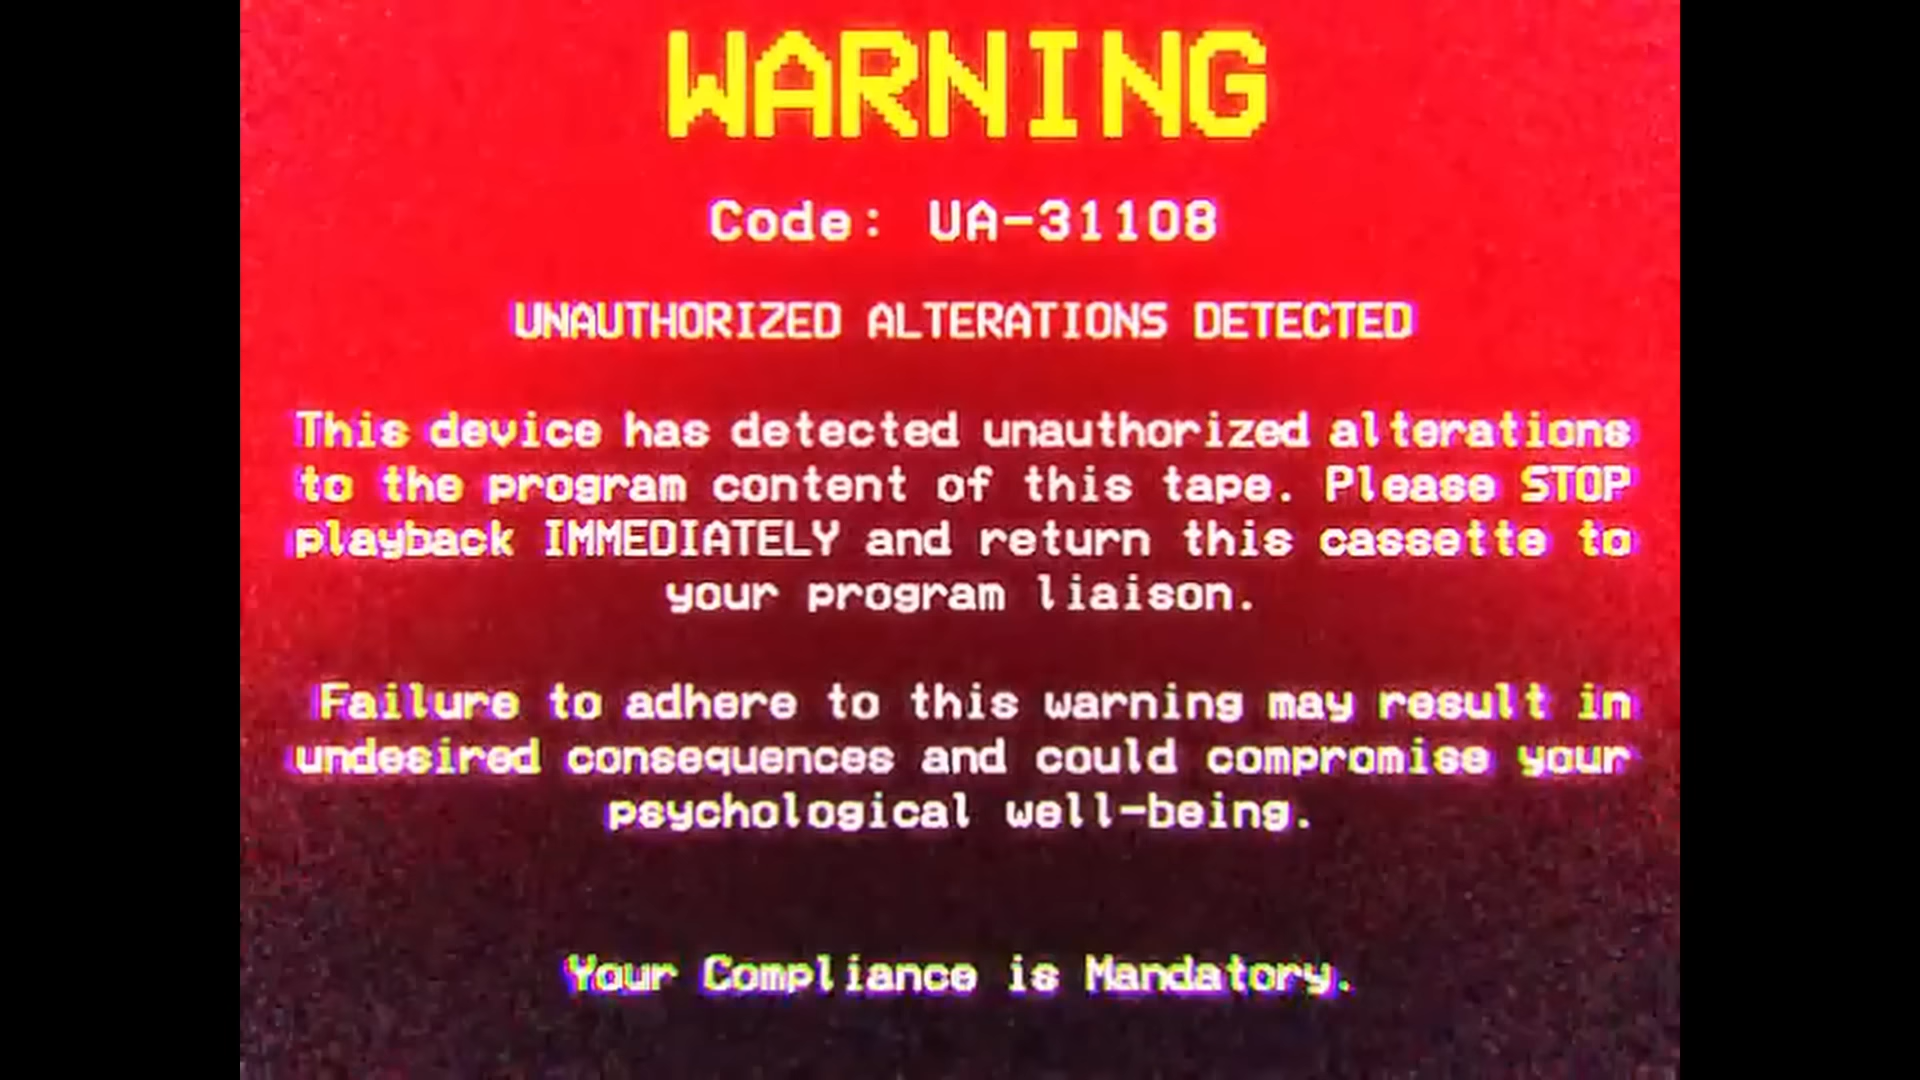 WARNING
Code: UA-31108
UNAUTHORIZED ALTERATIONS DETECTED
This device has detected unauthorized alterations
to the program content of this tape. Please STOP
playback IMMEDIATELY and return this cassette to
your program liaison.
Failure to adhere to this warning may result in
undesired consequences and could compromise your
psychological well-being.
Your Compliance is Mandatory.